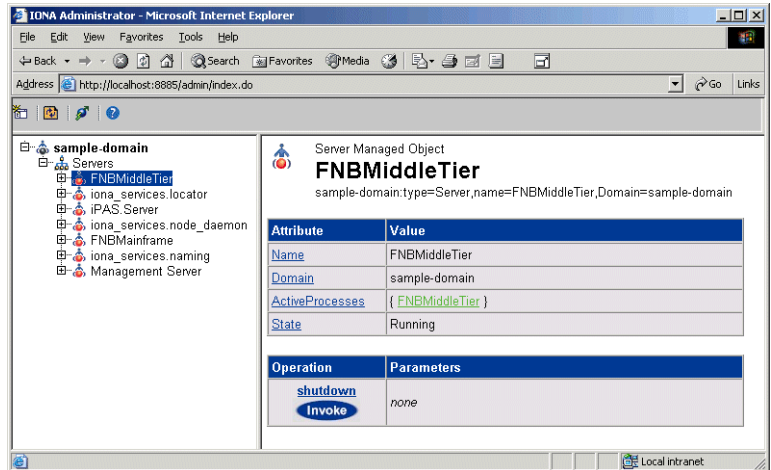 IONA Administrator - Microsoft Internet Explorer
File Edit View Favorites Tools Help
Back Search Favorites Media
Address http://localhost:8885/admin/index.do Go Links
sample-domain
Servers
FNBMiddleTier
iona_services.locator
iPAS.Server
iona_services.node_daemon
FNBMainframe
iona_services.naming
Management Server
Server Managed Object
FNBMiddleTier
sample-domain:type=Server,name=FNBMiddleTier,Domain=sample-domain
Attribute Value
Name FNBMiddleTier
Domain sample-domain
ActiveProcesses { FNBMiddleTier }
State Running
Operation Parameters
shutdown
Invoke none
Local intranet